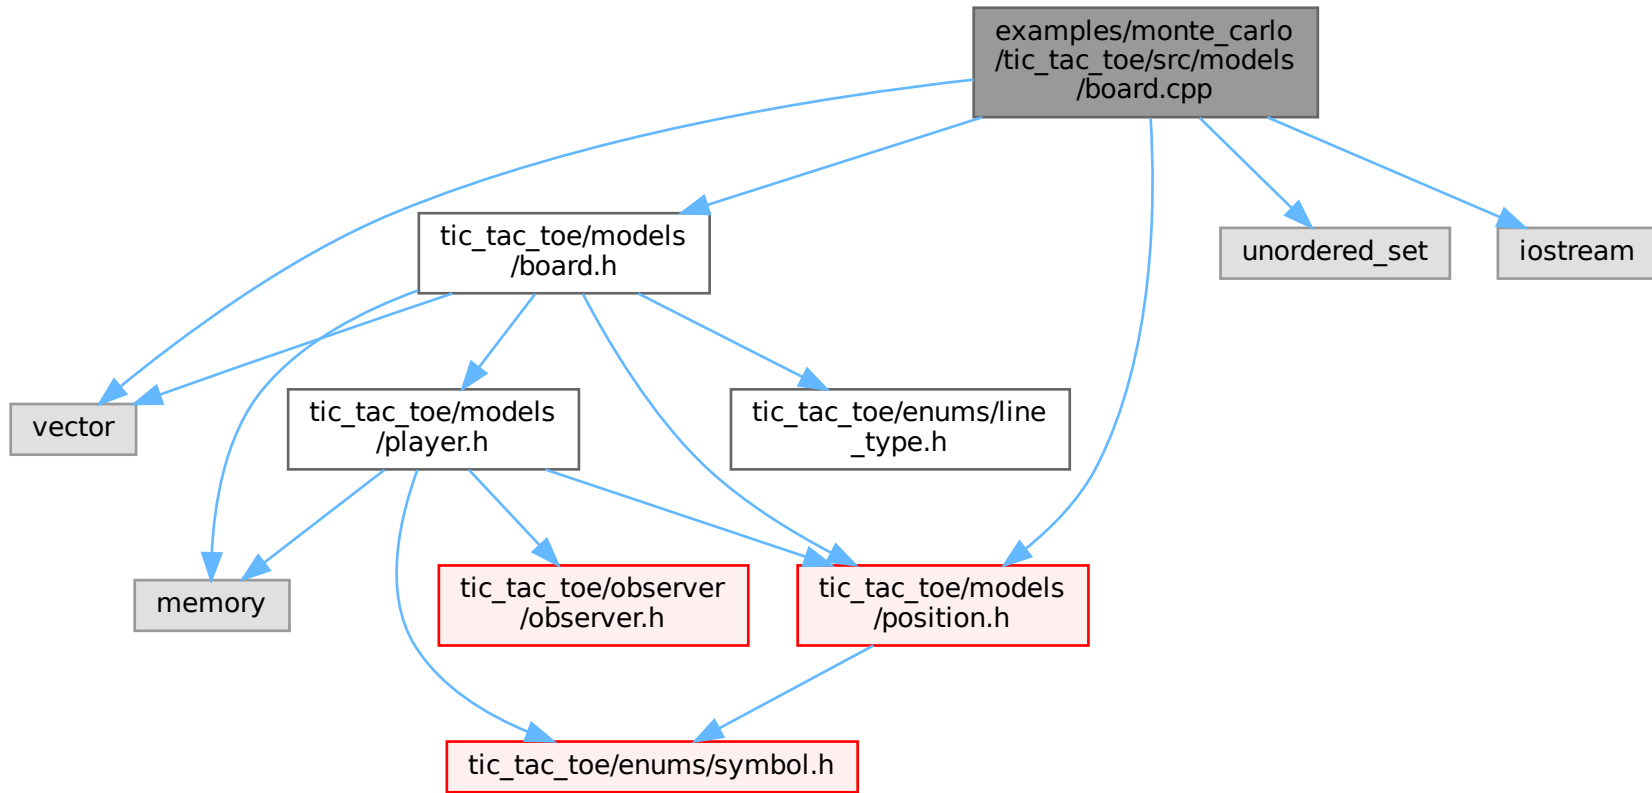 examples/monte_carlo
/tic_tac_toe/src/models
/board.cpp
tic_tac_toe/models
/board.h
unordered_set
iostream
vector
tic_tac_toe/models
/player.h
tic_tac_toe/enums/line
_type.h
memory
tic_tac_toe/observer
/observer.h
tic_tac_toe/models
/position.h
tic_tac_toe/enums/symbol.h